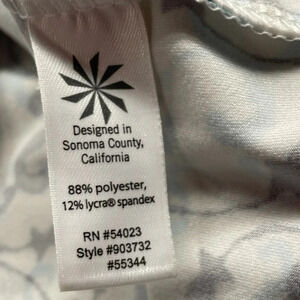 Designed in
Sonoma County,
California
88% polyester,
12% lycra® spandex
RN #54023
Style #903732
#55344